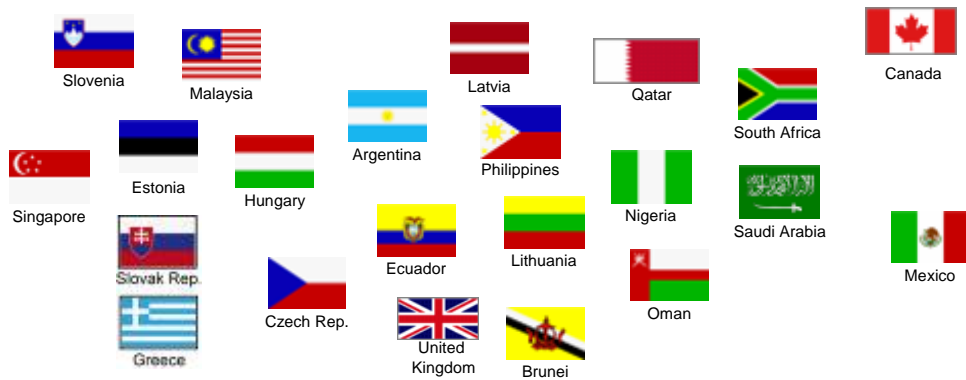 Slovenia
Malaysia
Latvia
Qatar
Canada
South Africa
Argentina
Philippines
Estonia
Hungary
Singapore
Nigeria
Saudi Arabia
Slovak Rep.
Ecuador
Lithuania
Mexico
Czech Rep.
Oman
Greece
United
Kingdom
Brunei